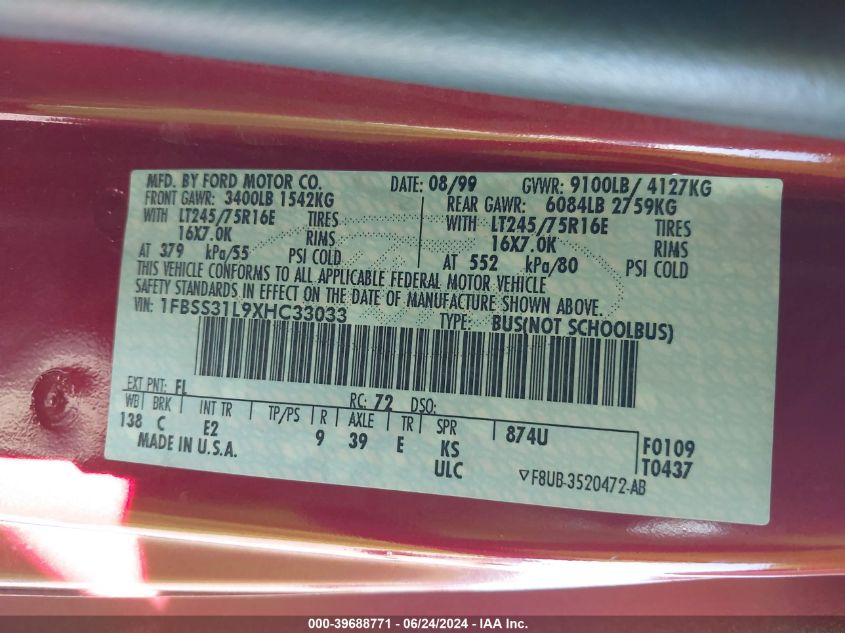 MFD. BY FORD MOTOR CO. DATE: 08/99 GVWR: 9100LB/ 4127KG
FRONT GAWR: 3400LB 1542KG REAR GAWR: 6084LB 2759KG
WITH LT245/75R16E TIRES WITH LT245/75R16E TIRES
16X7.0K RIMS 16X7.0K RIMS
AT 379 kPa/55 PSI COLD AT 552 kPa/80 PSI COLD
THIS VEHICLE CONFORMS TO ALL APPLICABLE FEDERAL MOTOR VEHICLE
SAFETY STANDARDS IN EFFECT ON THE DATE OF MANUFACTURE SHOWN ABOVE.
VIN: 1FBSS31L9XHC33033 TYPE: BUS(NOT SCHOOLBUS)
EXT PNT: FL RC: 72 DSO:
WB BRK INT TR TP/PS R AXLE TR SPR 874U F0109
138 C E2 9 39 E KS T0437
MADE IN U.S.A. ULC ▽F8UB-3520472-AB
000-39688771 - 06/24/2024 - IAA Inc.